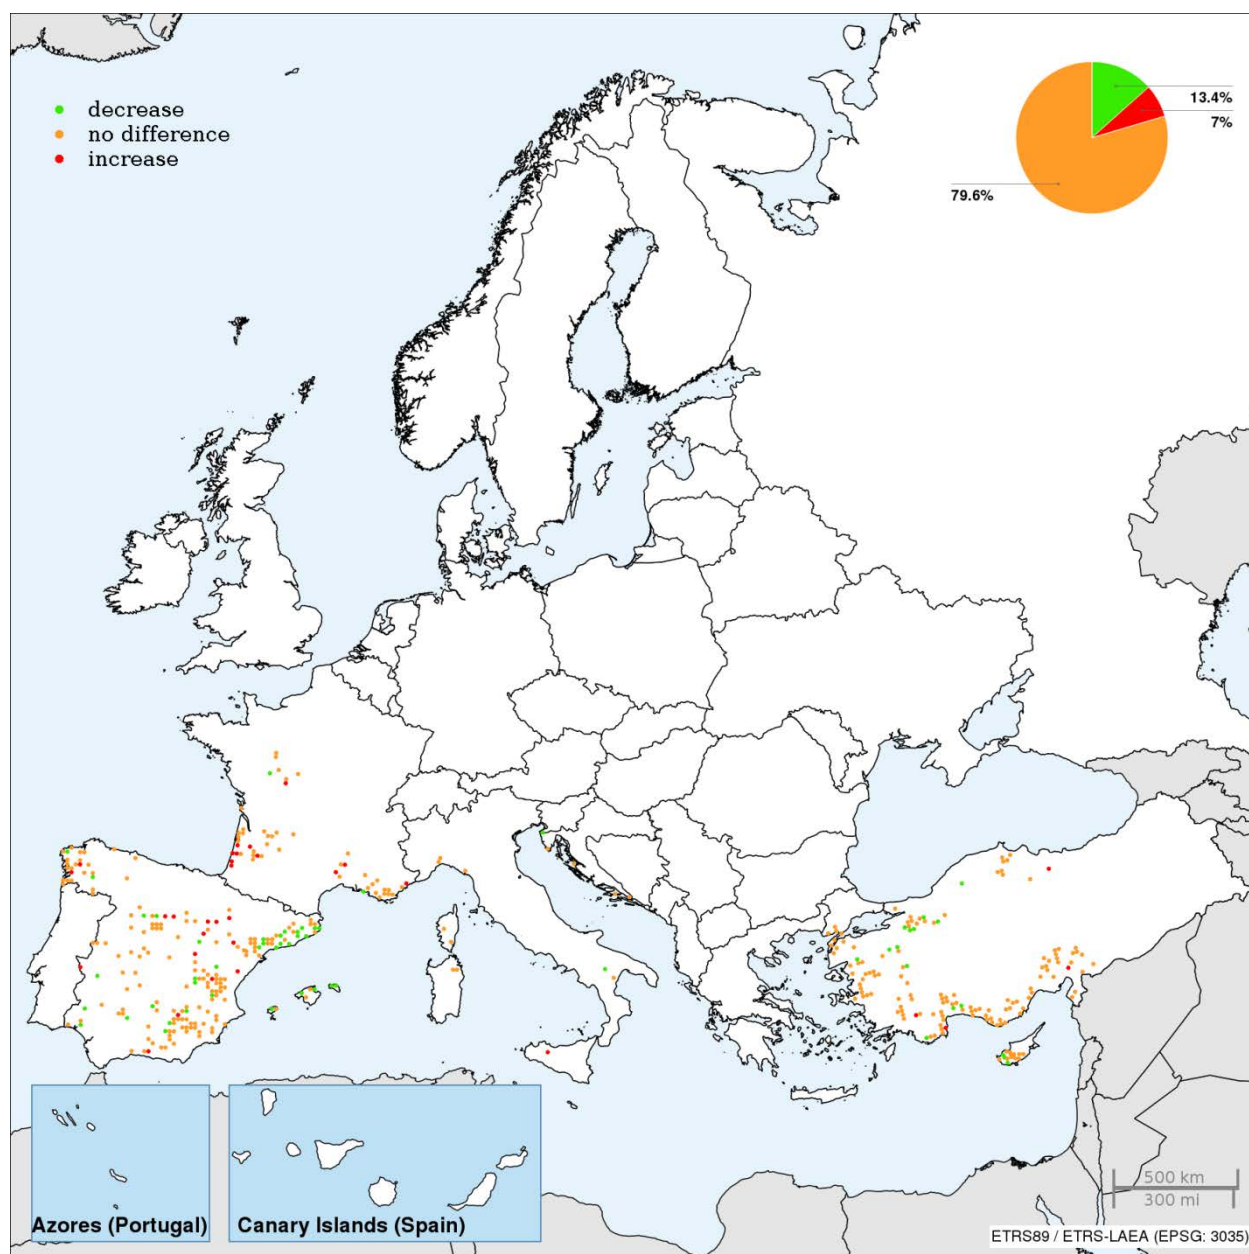 decrease
no difference
increase
13.4%
7%
79.6%
Azores (Portugal)
Canary Islands (Spain)
500 km
300 mi
ETRS89 / ETRS-LAEA (EPSG: 3035)